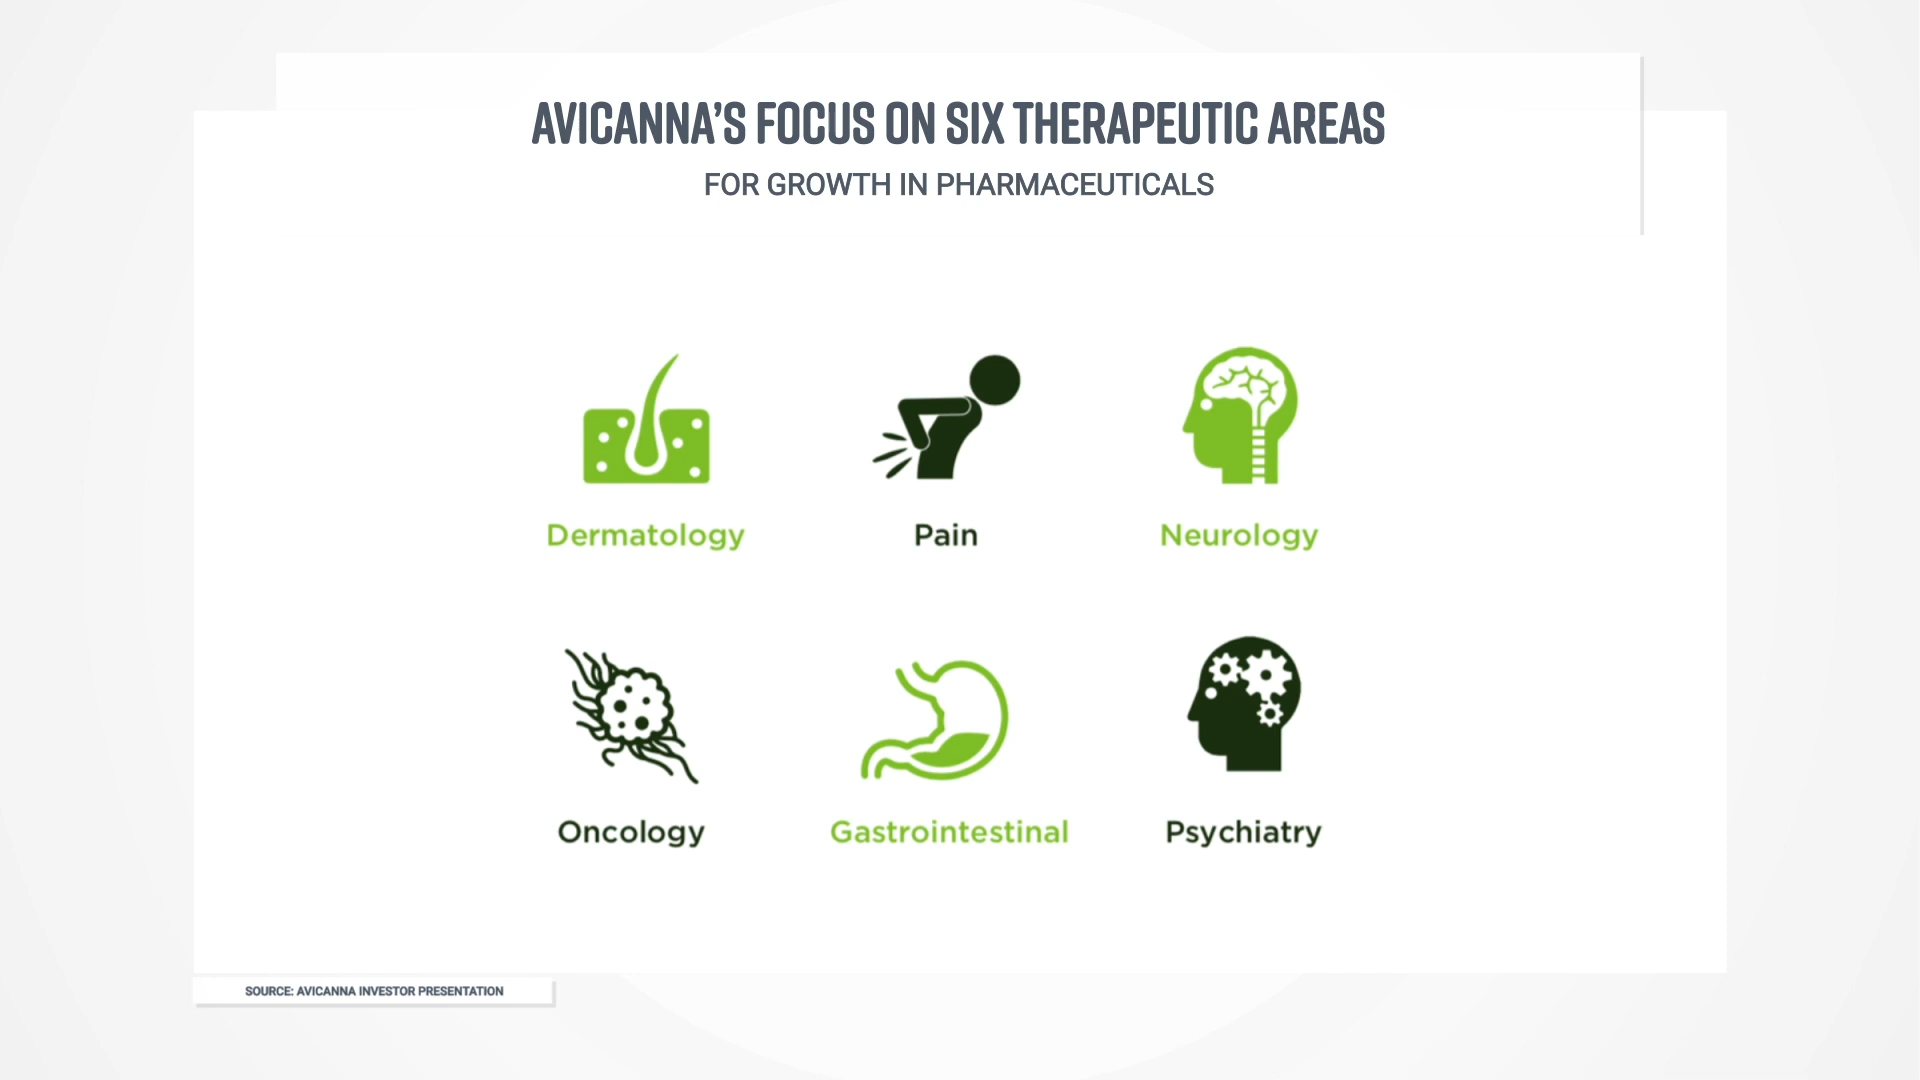 AVICANNA'S FOCUS ON SIX THERAPEUTIC AREAS
FOR GROWTH IN PHARMACEUTICALS
Dermatology
Pain
Neurology
Oncology
Gastrointestinal
Psychiatry
SOURCE: AVICANNA INVESTOR PRESENTATION